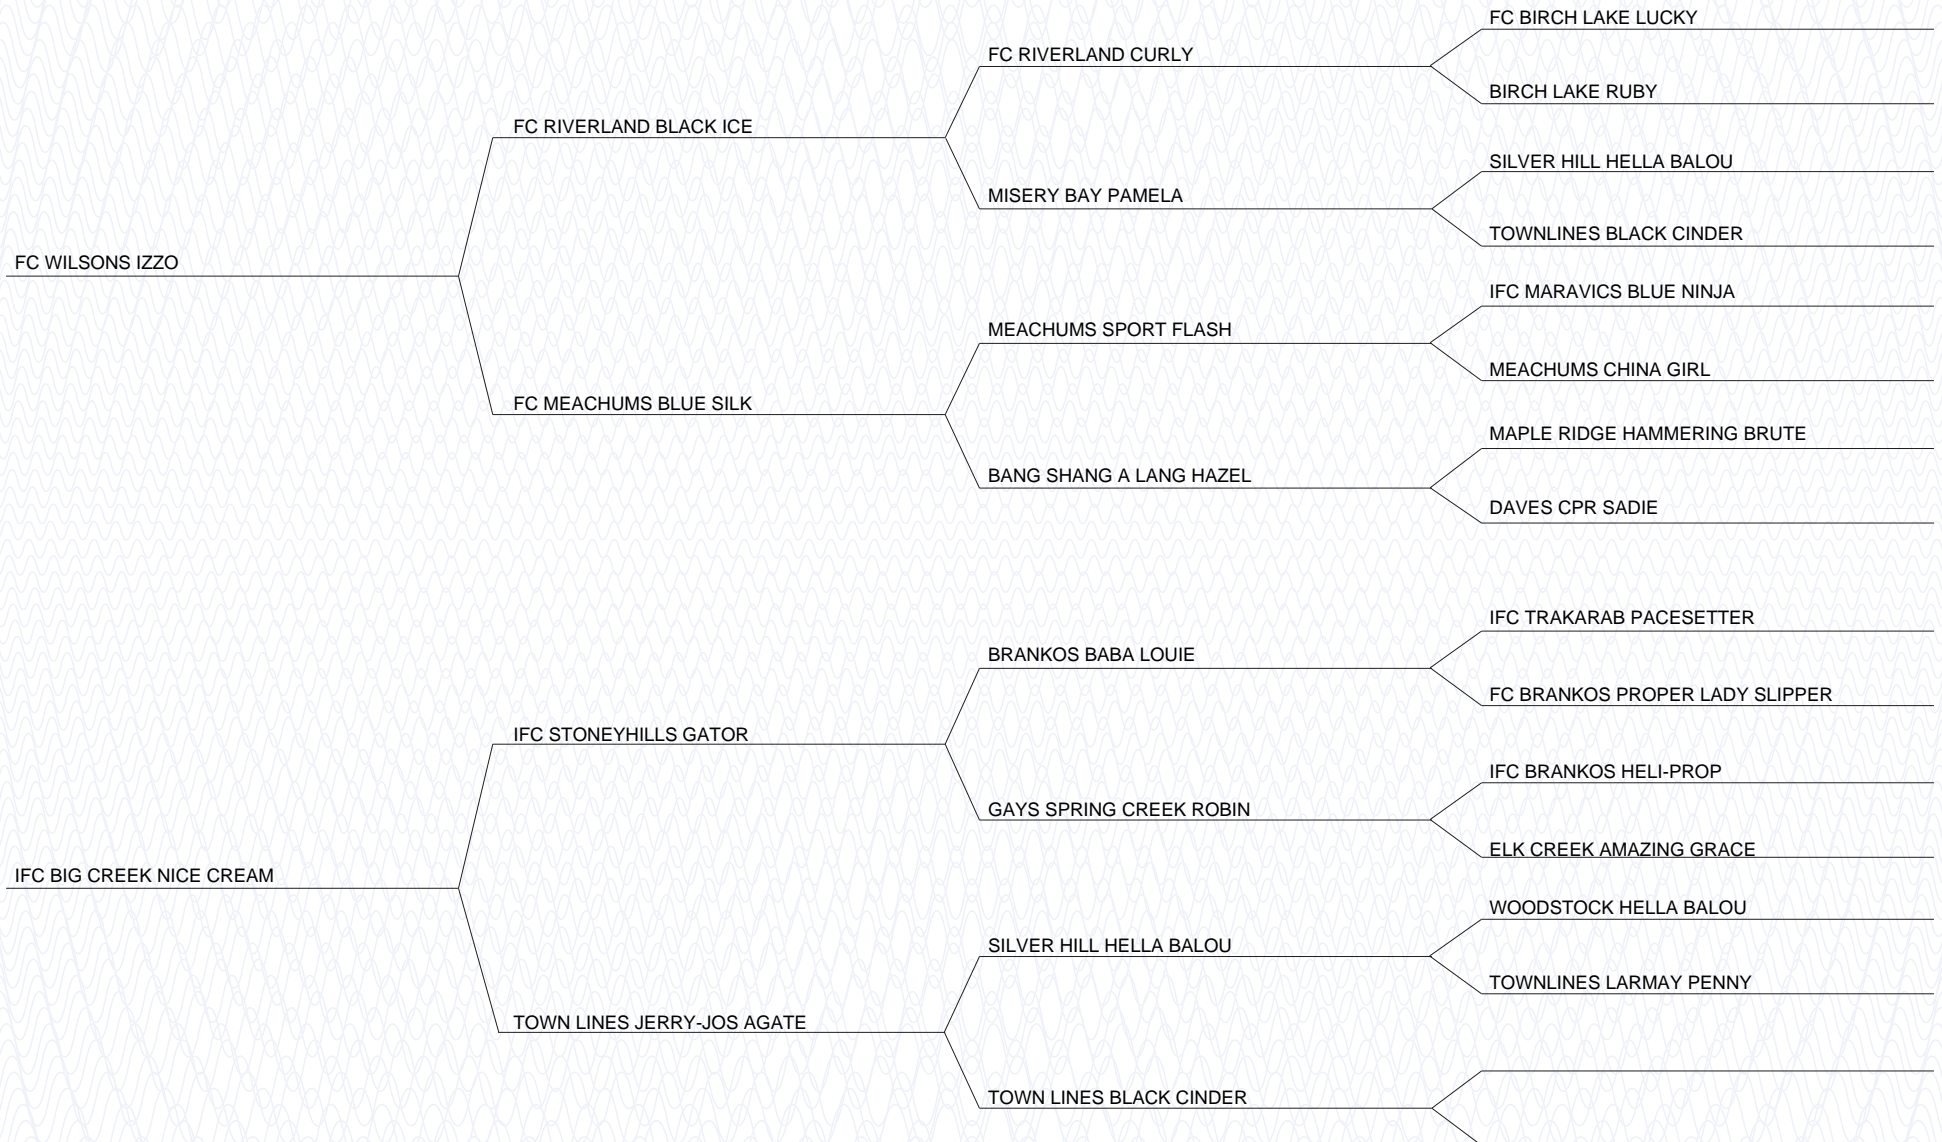 FC BIRCH LAKE LUCKY
FC RIVERLAND CURLY
BIRCH LAKE RUBY
FC RIVERLAND BLACK ICE
SILVER HILL HELLA BALOU
MISERY BAY PAMELA
TOWNLINES BLACK CINDER
FC WILSONS IZZO
IFC MARAVICS BLUE NINJA
MEACHUMS SPORT FLASH
MEACHUMS CHINA GIRL
FC MEACHUMS BLUE SILK
MAPLE RIDGE HAMMERING BRUTE
BANG SHANG A LANG HAZEL
DAVES CPR SADIE
IFC TRAKARAB PACESETTER
BRANKOS BABA LOUIE
FC BRANKOS PROPER LADY SLIPPER
IFC STONEYHILLS GATOR
IFC BRANKOS HELI-PROP
GAYS SPRING CREEK ROBIN
ELK CREEK AMAZING GRACE
IFC BIG CREEK NICE CREAM
WOODSTOCK HELLA BALOU
SILVER HILL HELLA BALOU
TOWNLINES LARMAY PENNY
TOWN LINES JERRY-JOS AGATE
TOWN LINES BLACK CINDER